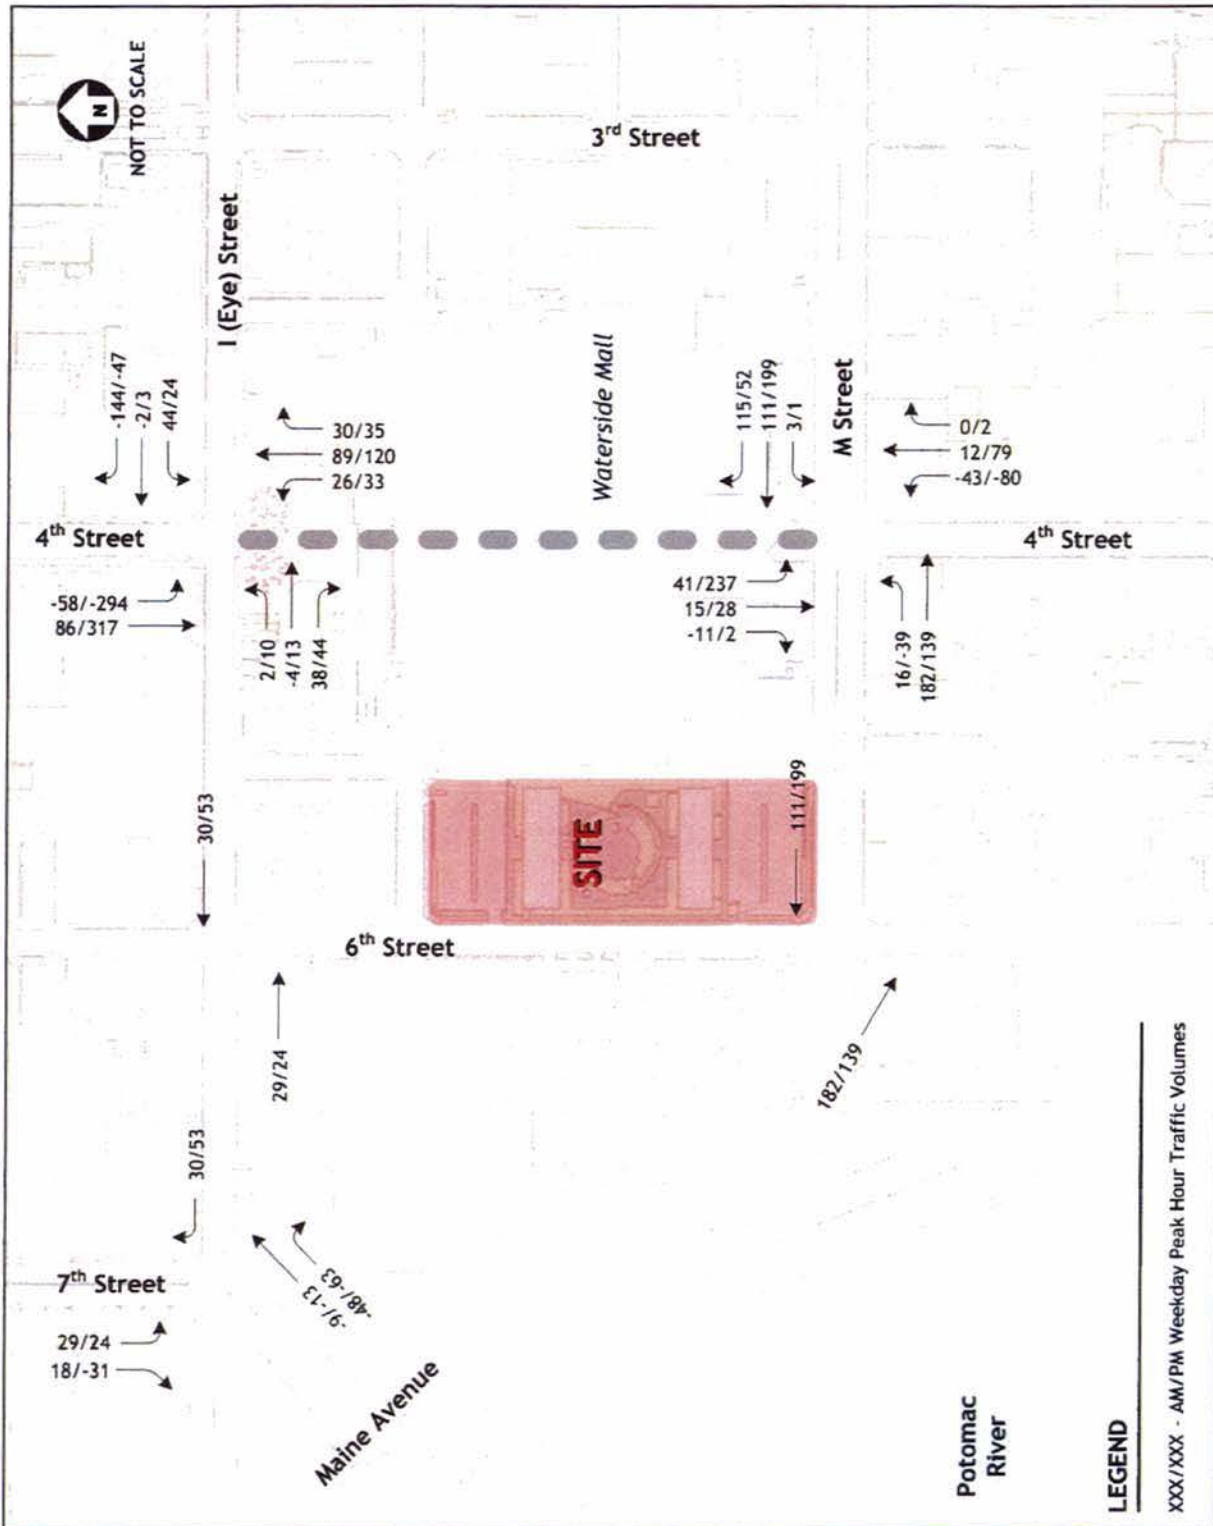 N
NOT TO SCALE
3rd Street
I (Eye) Street
-144/-47
-2/3
44/24
30/35
89/120
26/33
Waterside Mall
115/52
111/199
3/1
M Street
0/2
12/79
-43/-80
4th Street
4th Street
-58/-294
86/317
2/10
-4/13
38/44
41/237
15/28
-11/2
16/-39
182/139
30/53
SITE
111/199
6th Street
29/24
182/139
30/53
7th Street
-9/-13
-48/-63
29/24
18/-31
Maine Avenue
Potomac
River
LEGEND
XXX/XXX - AM/PM Weekday Peak Hour Traffic Volumes